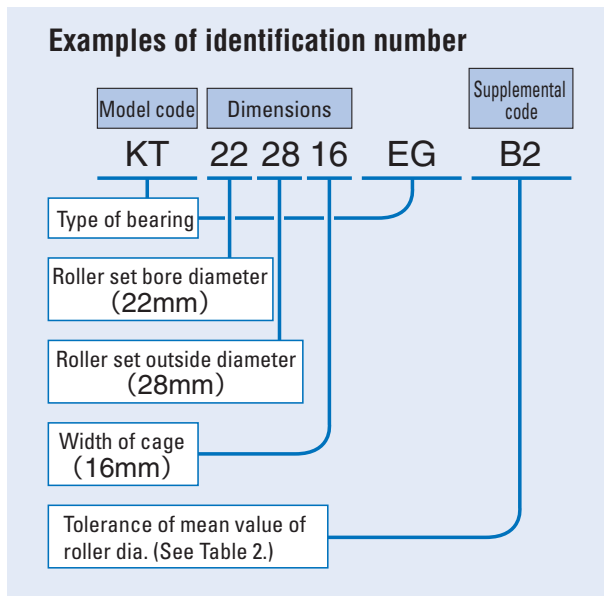 Examples of identification number
Model code
Dimensions
Supplemental
code
KT 22 28 16 EG B2
Type of bearing
Roller set bore diameter
（22mm）
Roller set outside diameter
（28mm）
Width of cage
（16mm）
Tolerance of mean value of
roller dia. (See Table 2.)